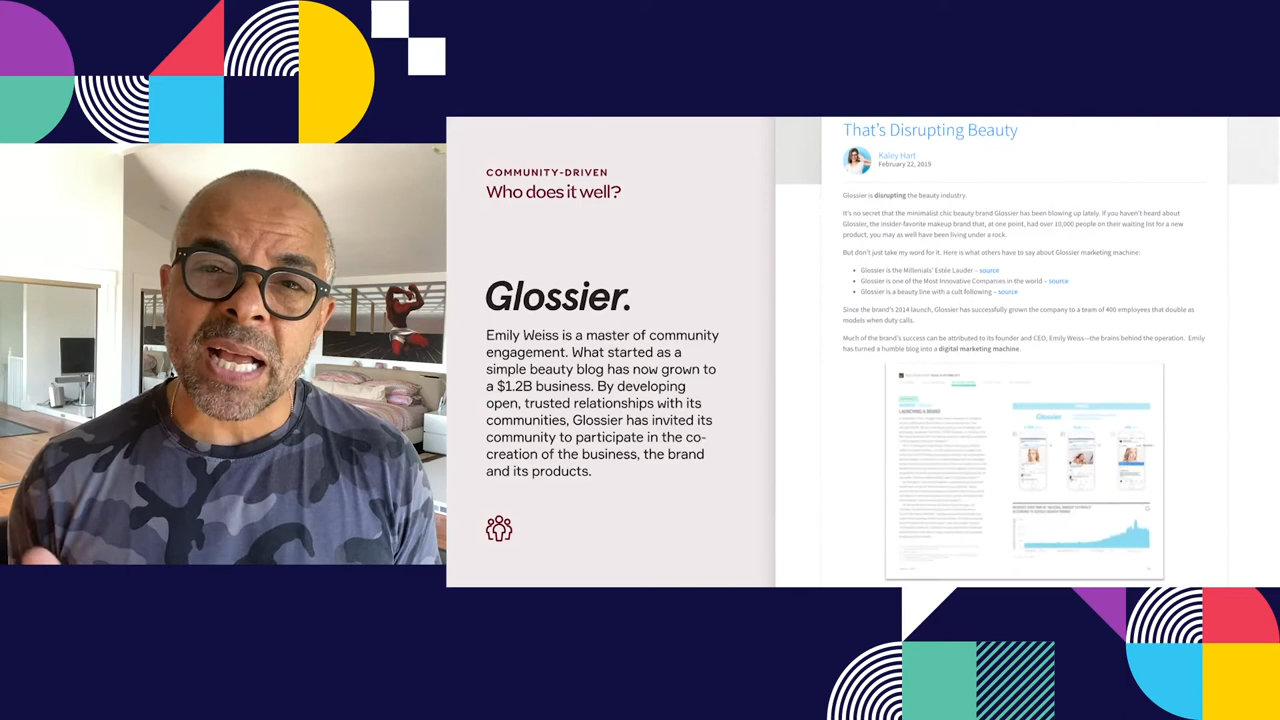 COMMUNITY-DRIVEN
Who does it well?
Glossier.
Emily Weiss is a master of community
engagement. What started as a
simple beauty blog has now grown to
a $1.2B business. By developing
open, trusted relationships with its
communities, Glossier has invited its
community to participate in the co-
creation of the business, the brand
and its products.
That's Disrupting Beauty
Kaley Hart
February 22, 2019
Glossier is disrupting the beauty industry.
It's no secret that the minimalist chic beauty brand Glossier has been blowing up lately. If you haven't heard about
Glossier, the insider-favorite makeup brand that, at one point, had over 10,000 people on their waiting list for a new
product, you may as well have been living under a rock.
But don't just take my word for it. Here is what others have to say about Glossier marketing machine:
• Glossier is the Millenials' Estée Lauder – source
• Glossier is one of the Most Innovative Companies in the world – source
• Glossier is a beauty line with a cult following – source
Since the brand's 2014 launch, Glossier has successfully grown the company to a team of 400 employees that double as
models when duty calls.
Much of the brand's success can be attributed to its founder and CEO, Emily Weiss—the brains behind the operation. Emily
has turned a humble blog into a digital marketing machine.
LAUNCHING A BRAND
Glossier